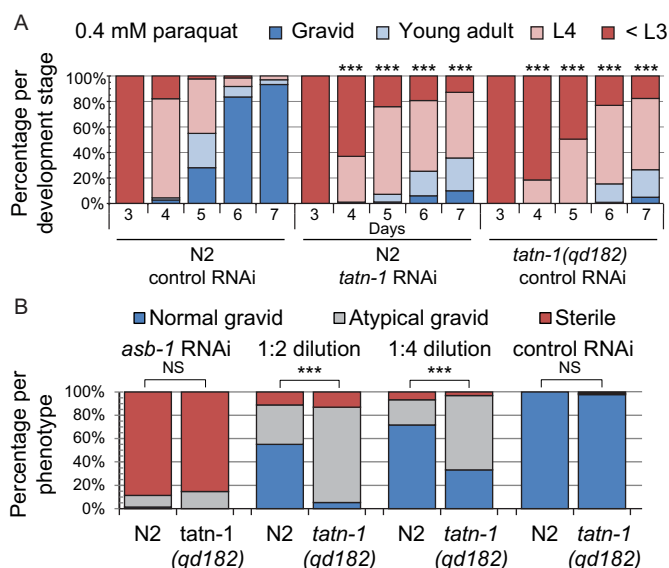 A
0.4 mM paraquat Gravid Young adult L4 < L3
Percentage per
development stage
100%
80%
60%
40%
20%
0%
*** *** *** *** *** *** *** ***
3 4 5 6 7 3 4 5 6 7 3 4 5 6 7
Days
N2 N2 tatn-1(qd182)
control RNAi tatn-1 RNAi control RNAi
B
Normal gravid Atypical gravid Sterile
asb-1 RNAi 1:2 dilution 1:4 dilution control RNAi
NS *** *** NS
Percentage per
phenotype
100%
80%
60%
40%
20%
0%
N2 tatn-1 N2 tatn-1 N2 tatn-1 N2 tatn-1
(qd182) (qd182) (qd182) (qd182)